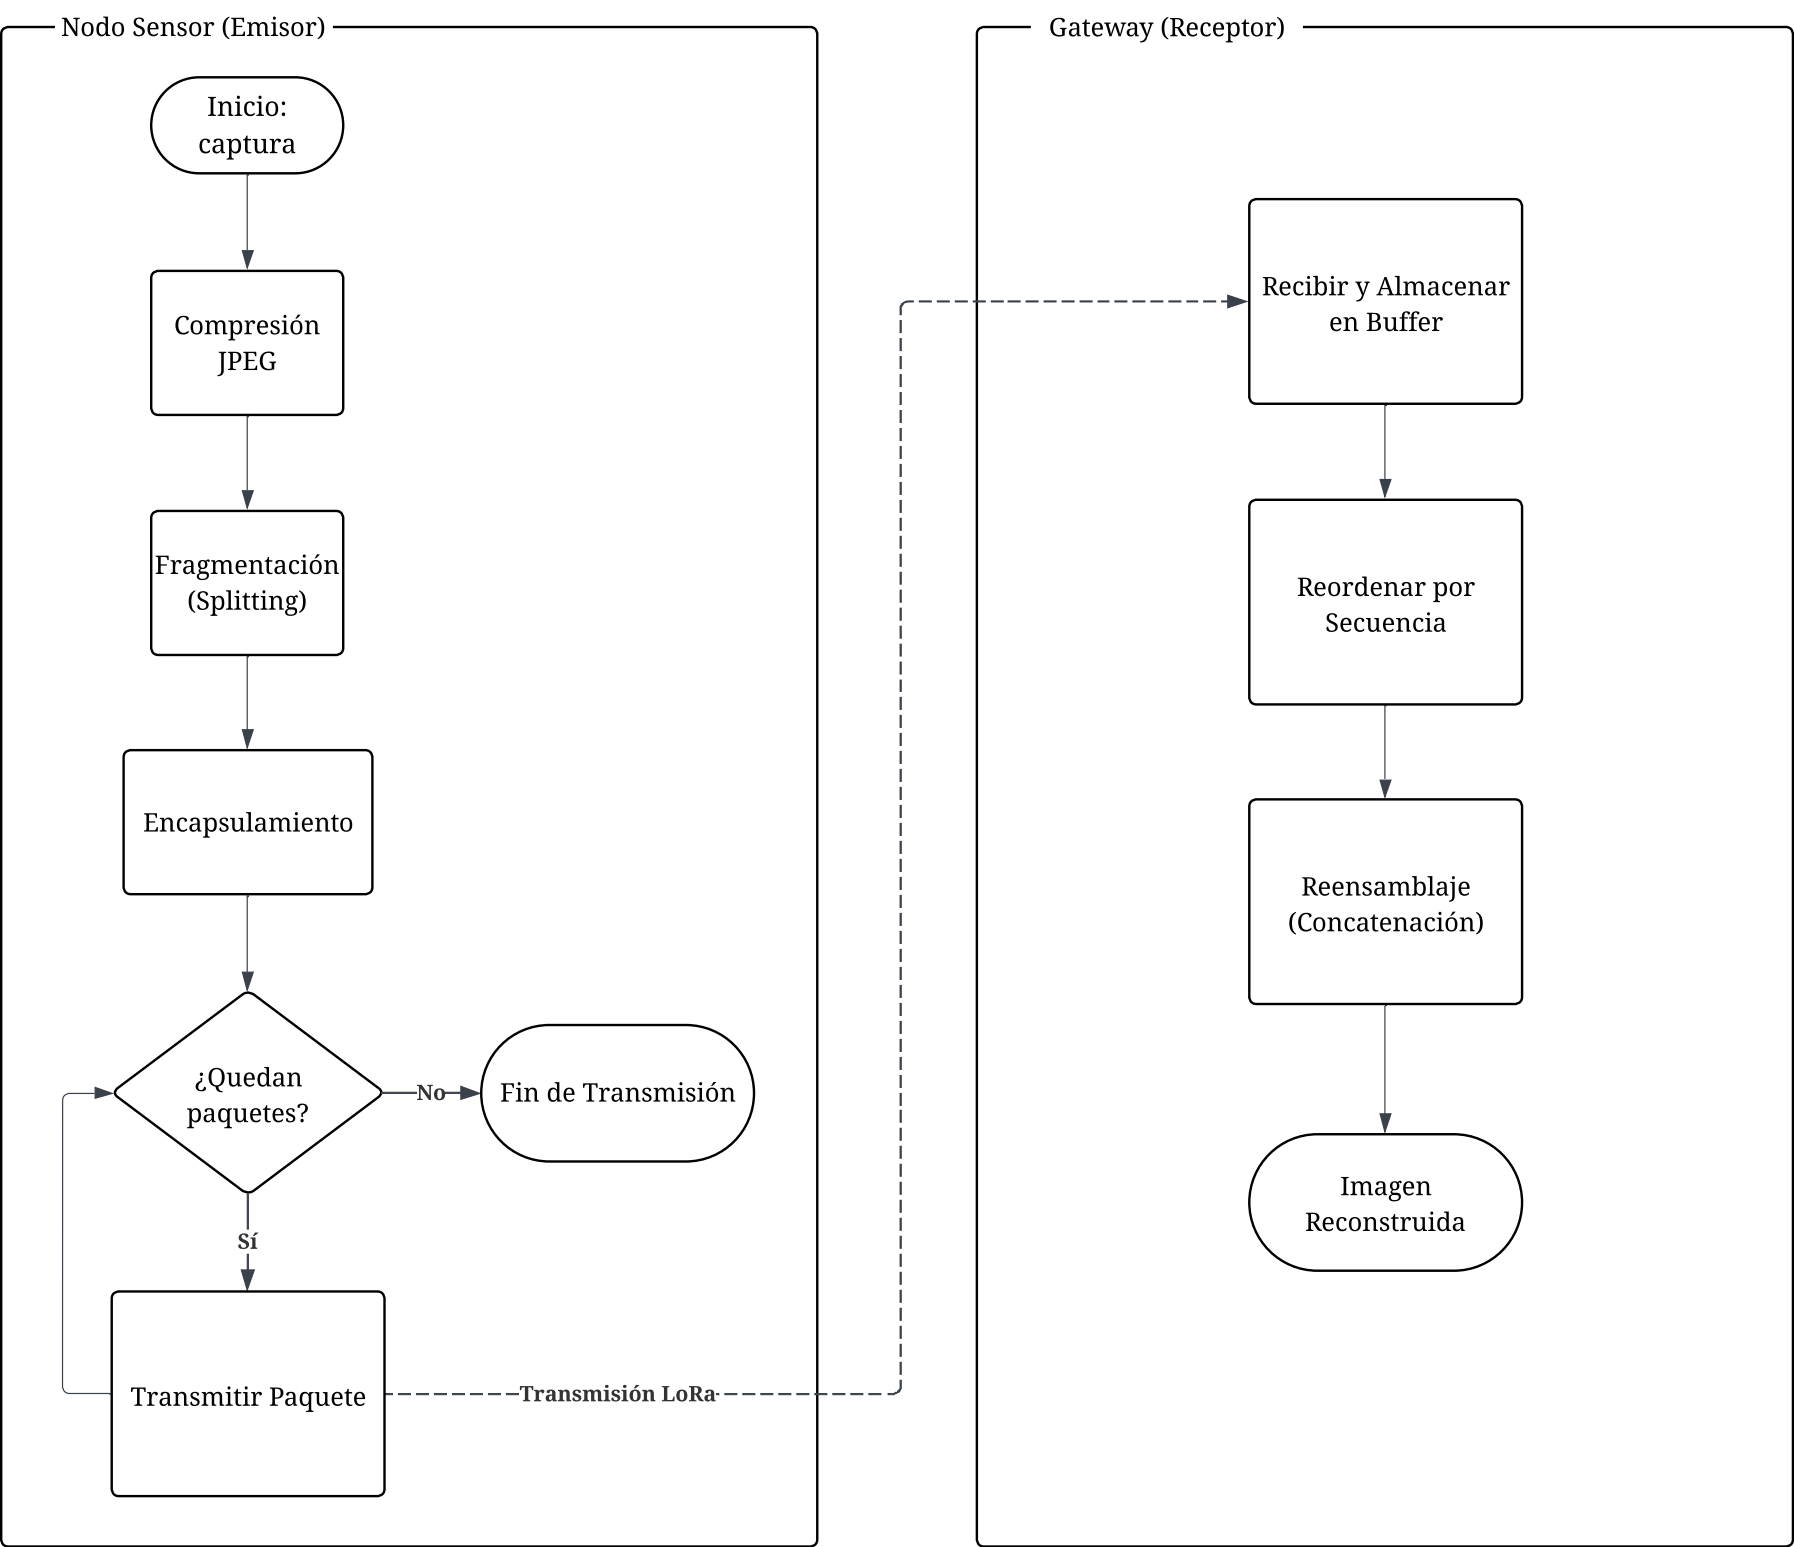 Nodo Sensor (Emisor)
Inicio:
captura
Compresión
JPEG
Fragmentación
(Splitting)
Encapsulamiento
¿Quedan
paquetes?
No
Fin de Transmisión
Sí
Transmitir Paquete
Transmisión LoRa
Gateway (Receptor)
Recibir y Almacenar
en Buffer
Reordenar por
Secuencia
Reensamblaje
(Concatenación)
Imagen
Reconstruida